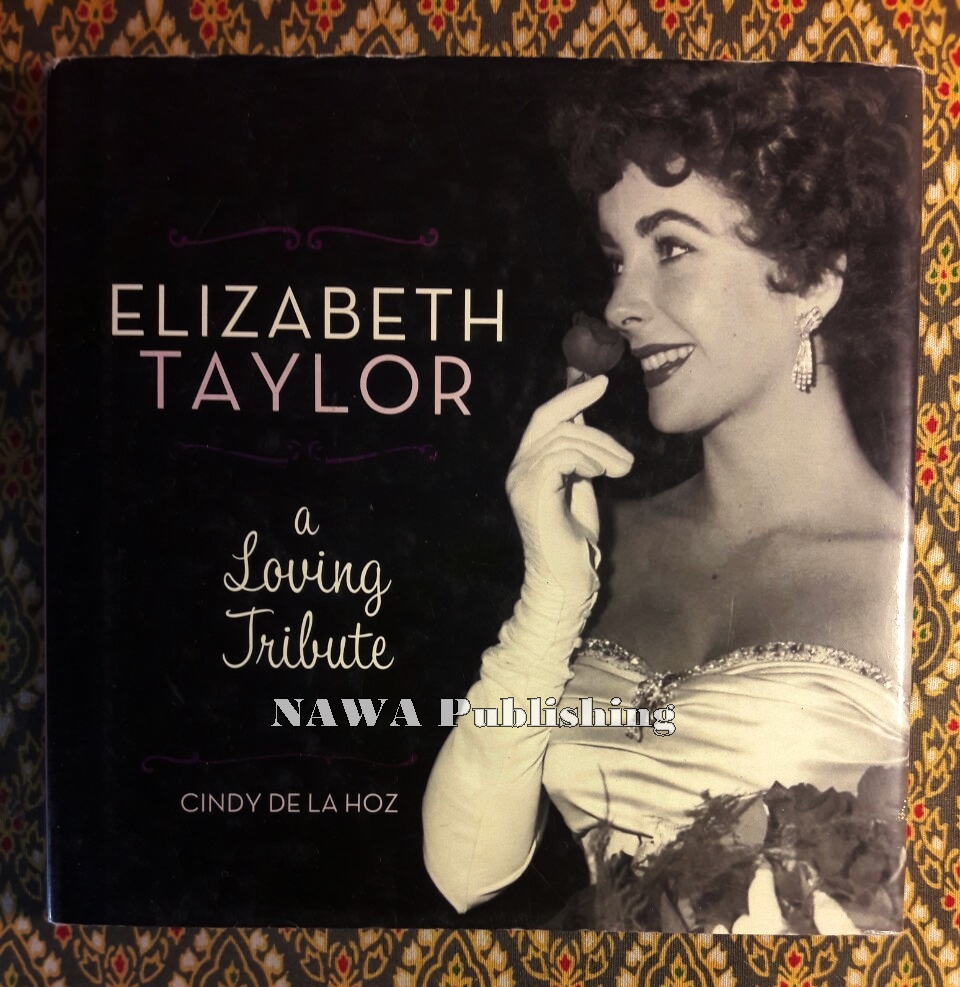 ELIZABETH
TAYLOR
a
Loving
Tribute
NAWA Publishing
CINDY DE LA HOZ